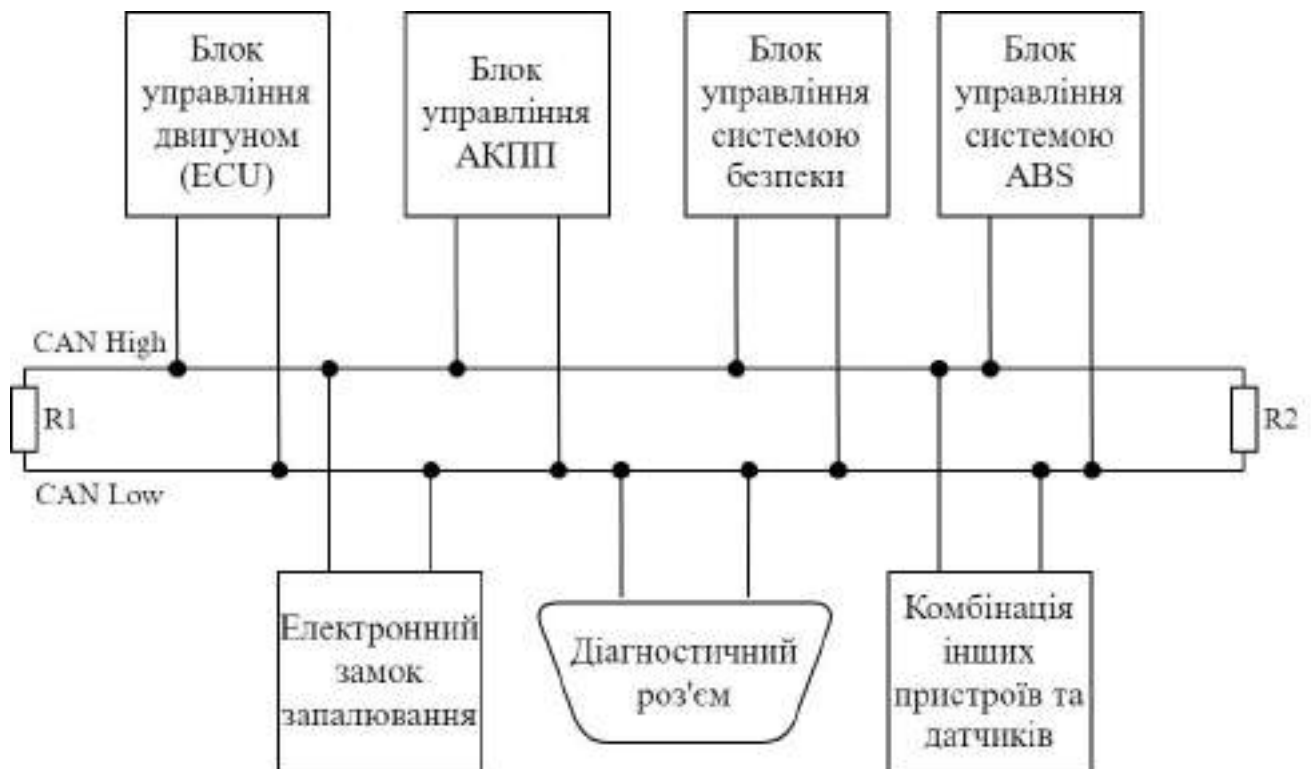 Блок
управління
двигуном
(ECU)
Блок
управління
АКПП
Блок
управління
системою
безпеки
Блок
управління
системою
ABS
CAN High
R1
R2
CAN Low
Електронний
замок
запалювання
Діагностичний
роз'єм
Комбінація
інших
пристроїв та
датчиків